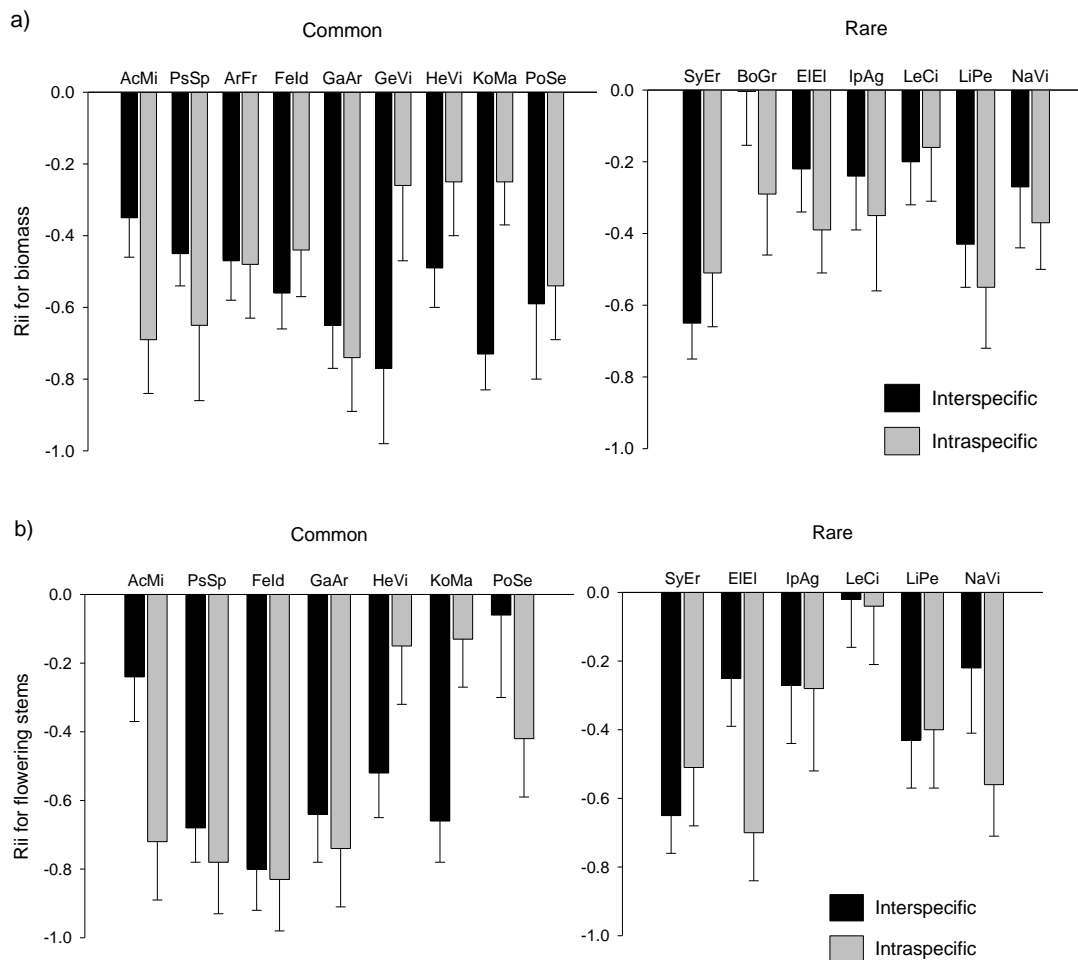 a)
Common
AcMi PsSp ArFr FeId GaAr GeVi HeVi KoMa PoSe
0.0
-0.2
-0.4
-0.6
-0.8
-1.0
Rii for biomass
Rare
SyEr BoGr ElEl IpAg LeCi LiPe NaVi
0.0
-0.2
-0.4
-0.6
-0.8
-1.0
Interspecific
Intraspecific
b)
Common
AcMi PsSp FeId GaAr HeVi KoMa PoSe
0.0
-0.2
-0.4
-0.6
-0.8
-1.0
Rii for flowering stems
Rare
SyEr ElEl IpAg LeCi LiPe NaVi
0.0
-0.2
-0.4
-0.6
-0.8
-1.0
Interspecific
Intraspecific